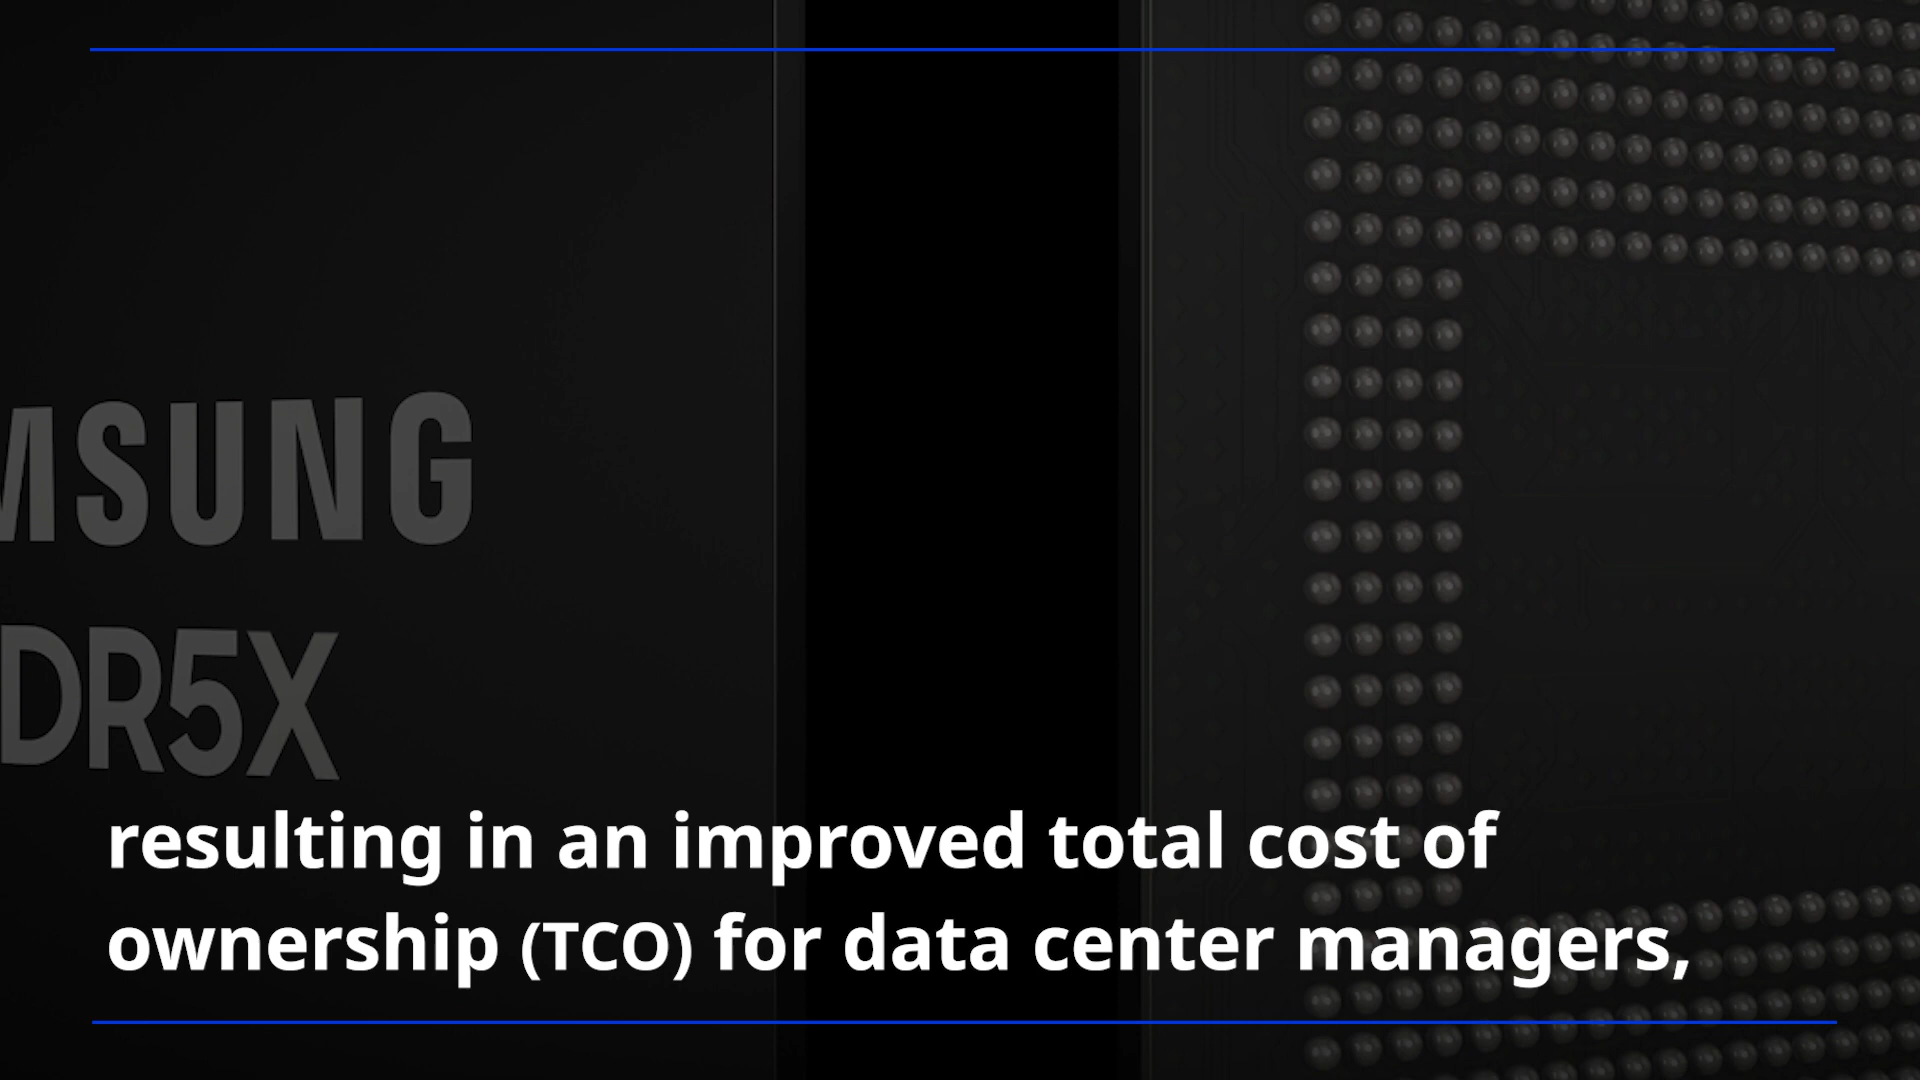 MSUNG
DR5X
resulting in an improved total cost of
ownership (TCO) for data center managers,